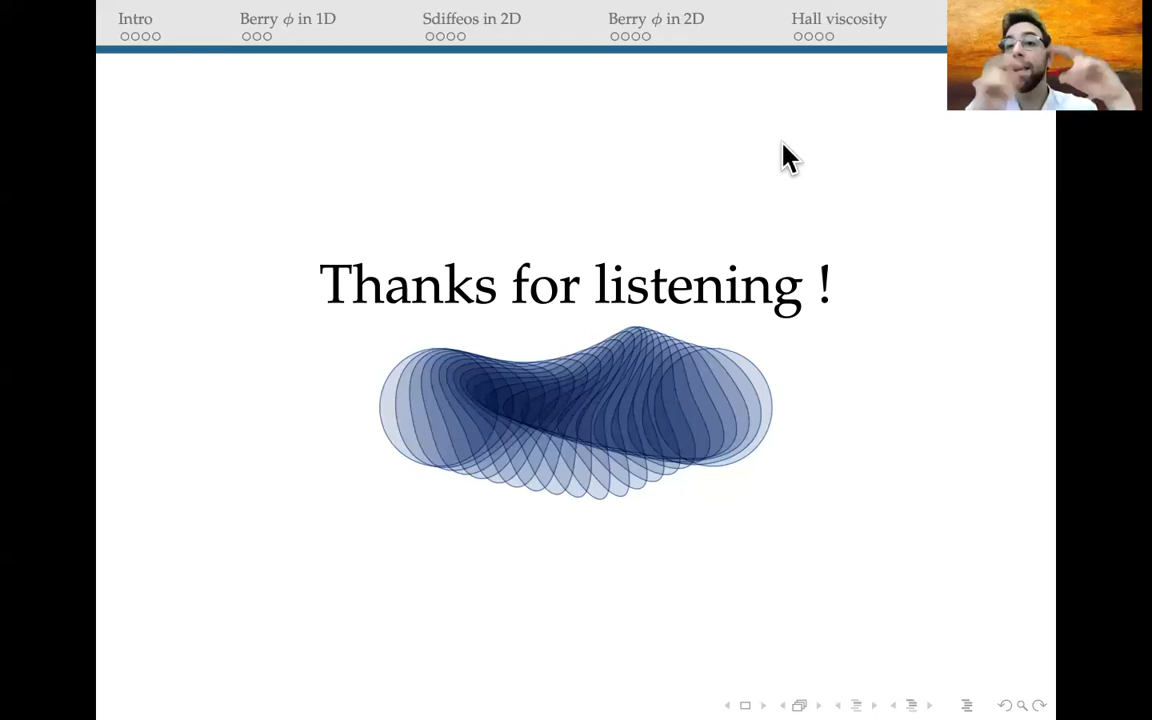 Intro Berry ϕ in 1D Sdiffeos in 2D Berry ϕ in 2D Hall viscosity
Thanks for listening !